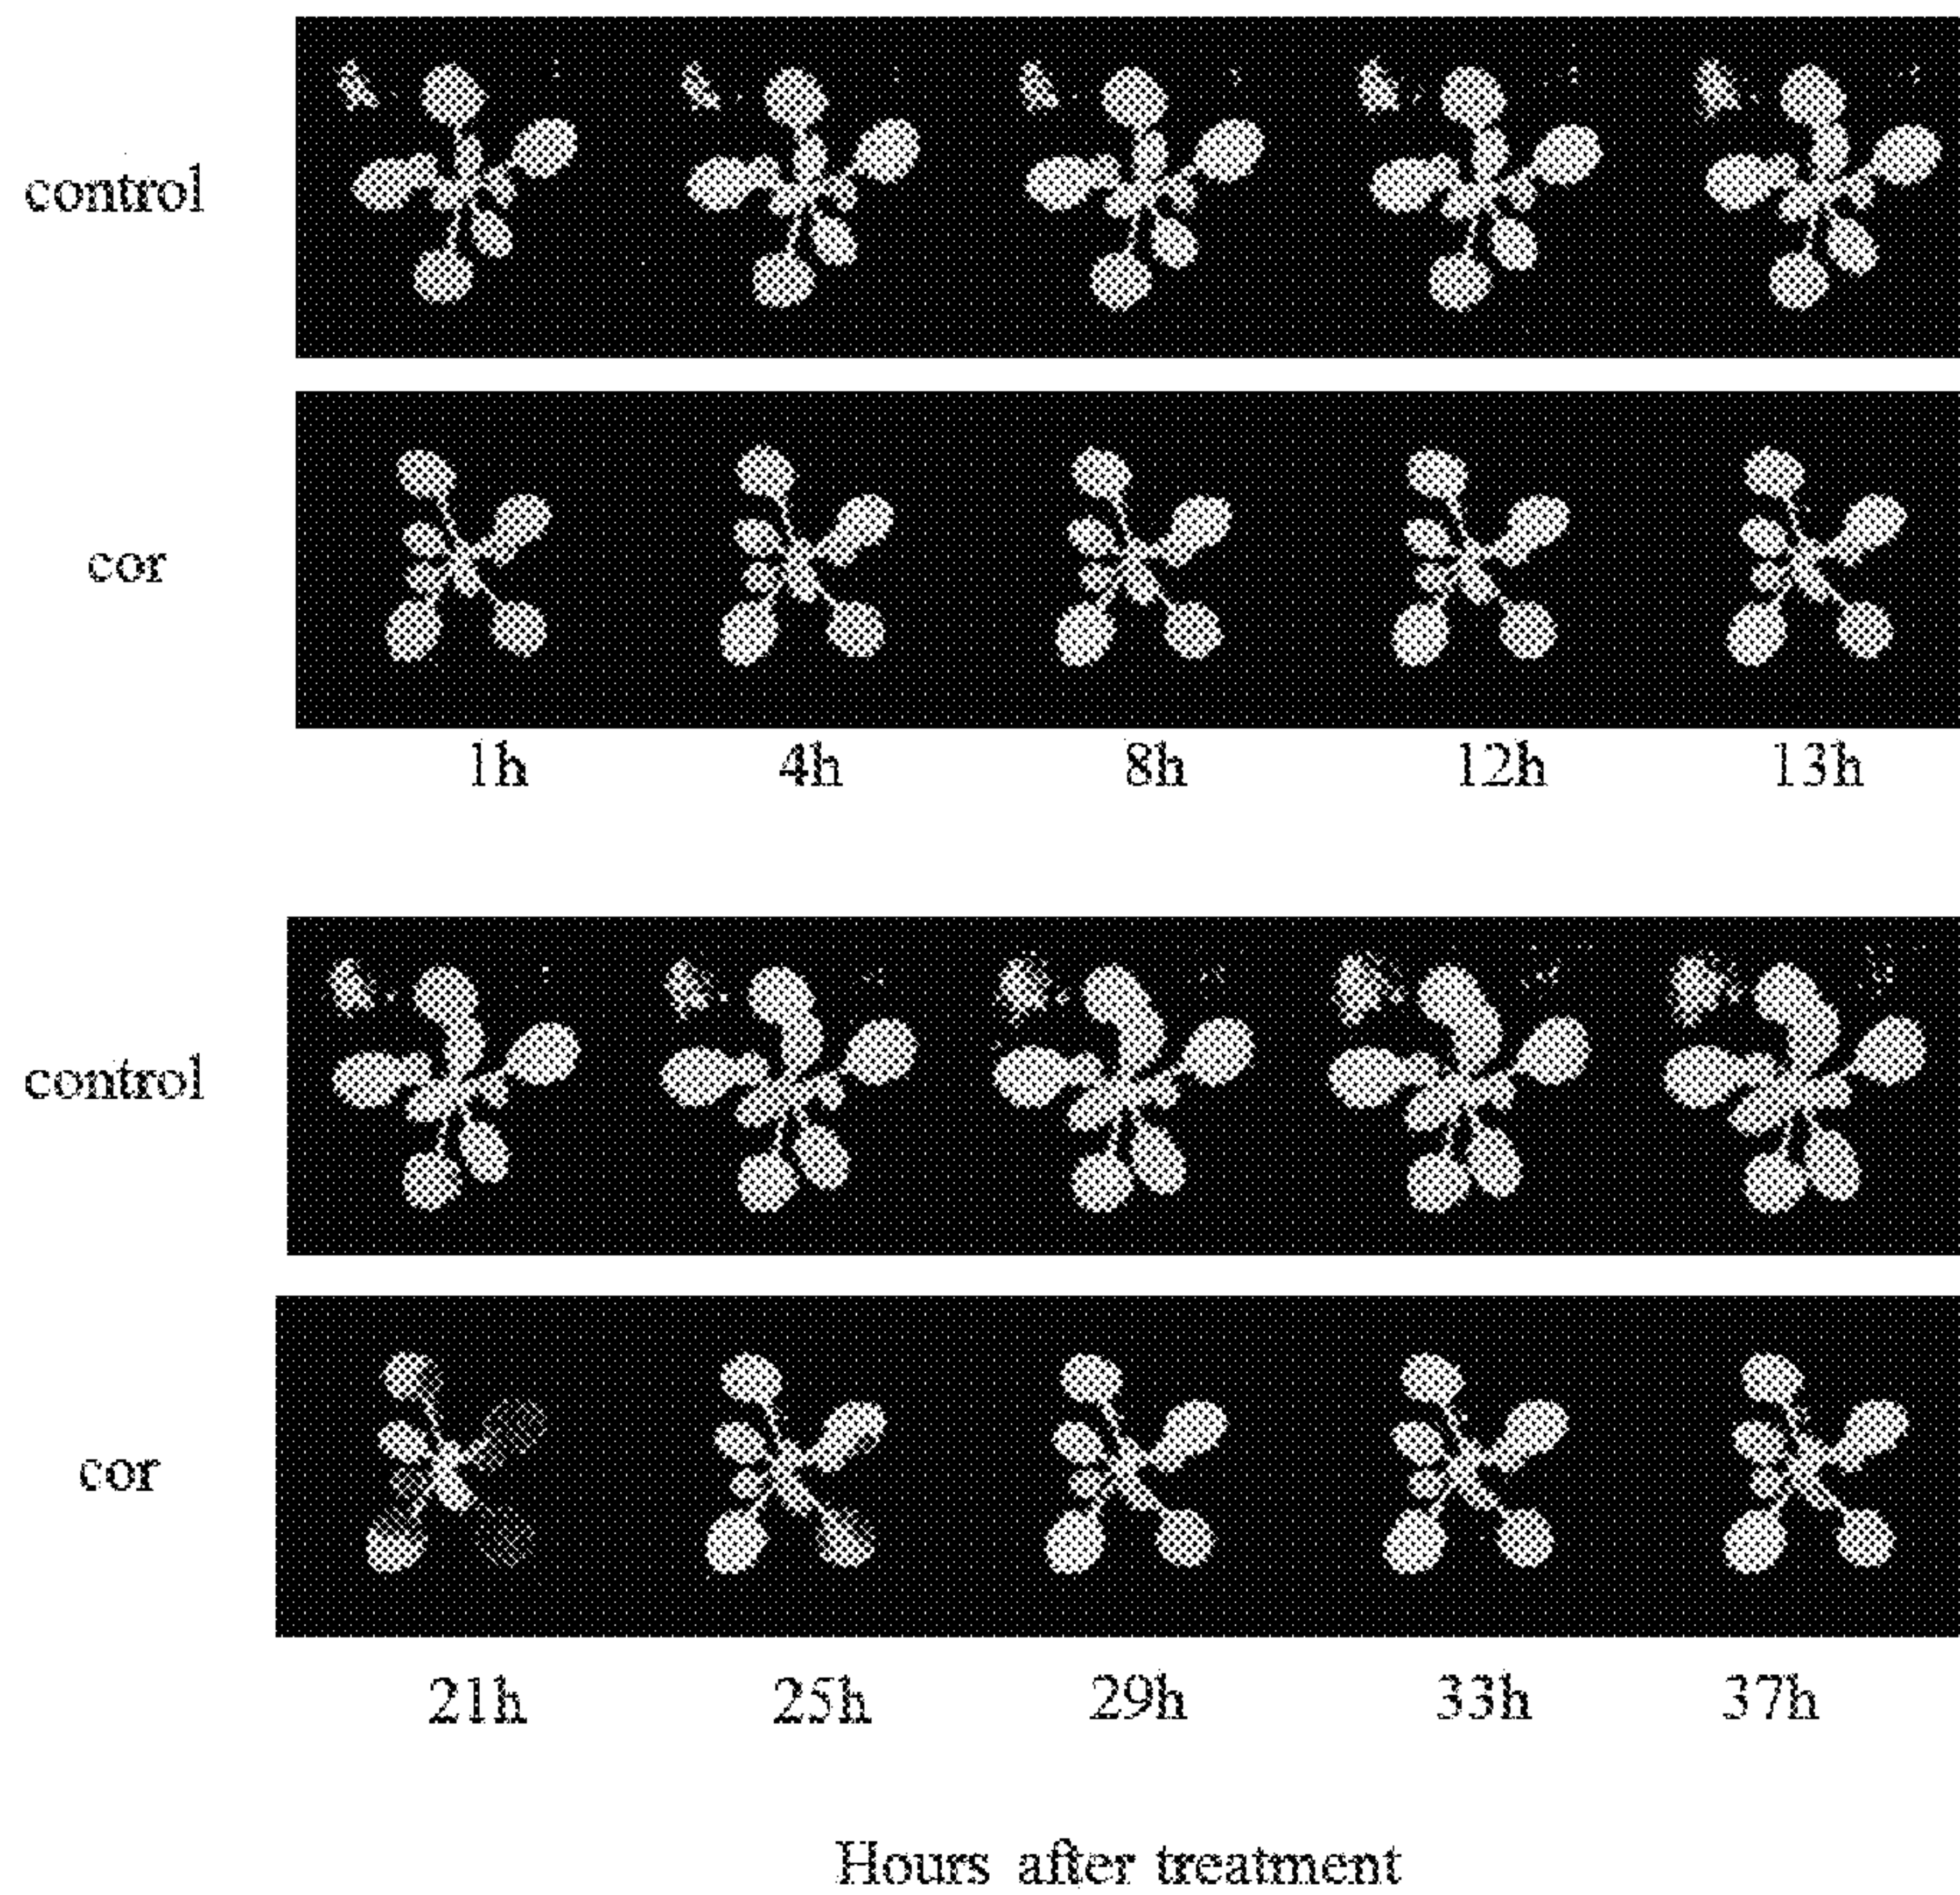 control
cor
1h 4h 8h 12h 13h
control
cor
21h 25h 29h 33h 37h
Hours after treatment